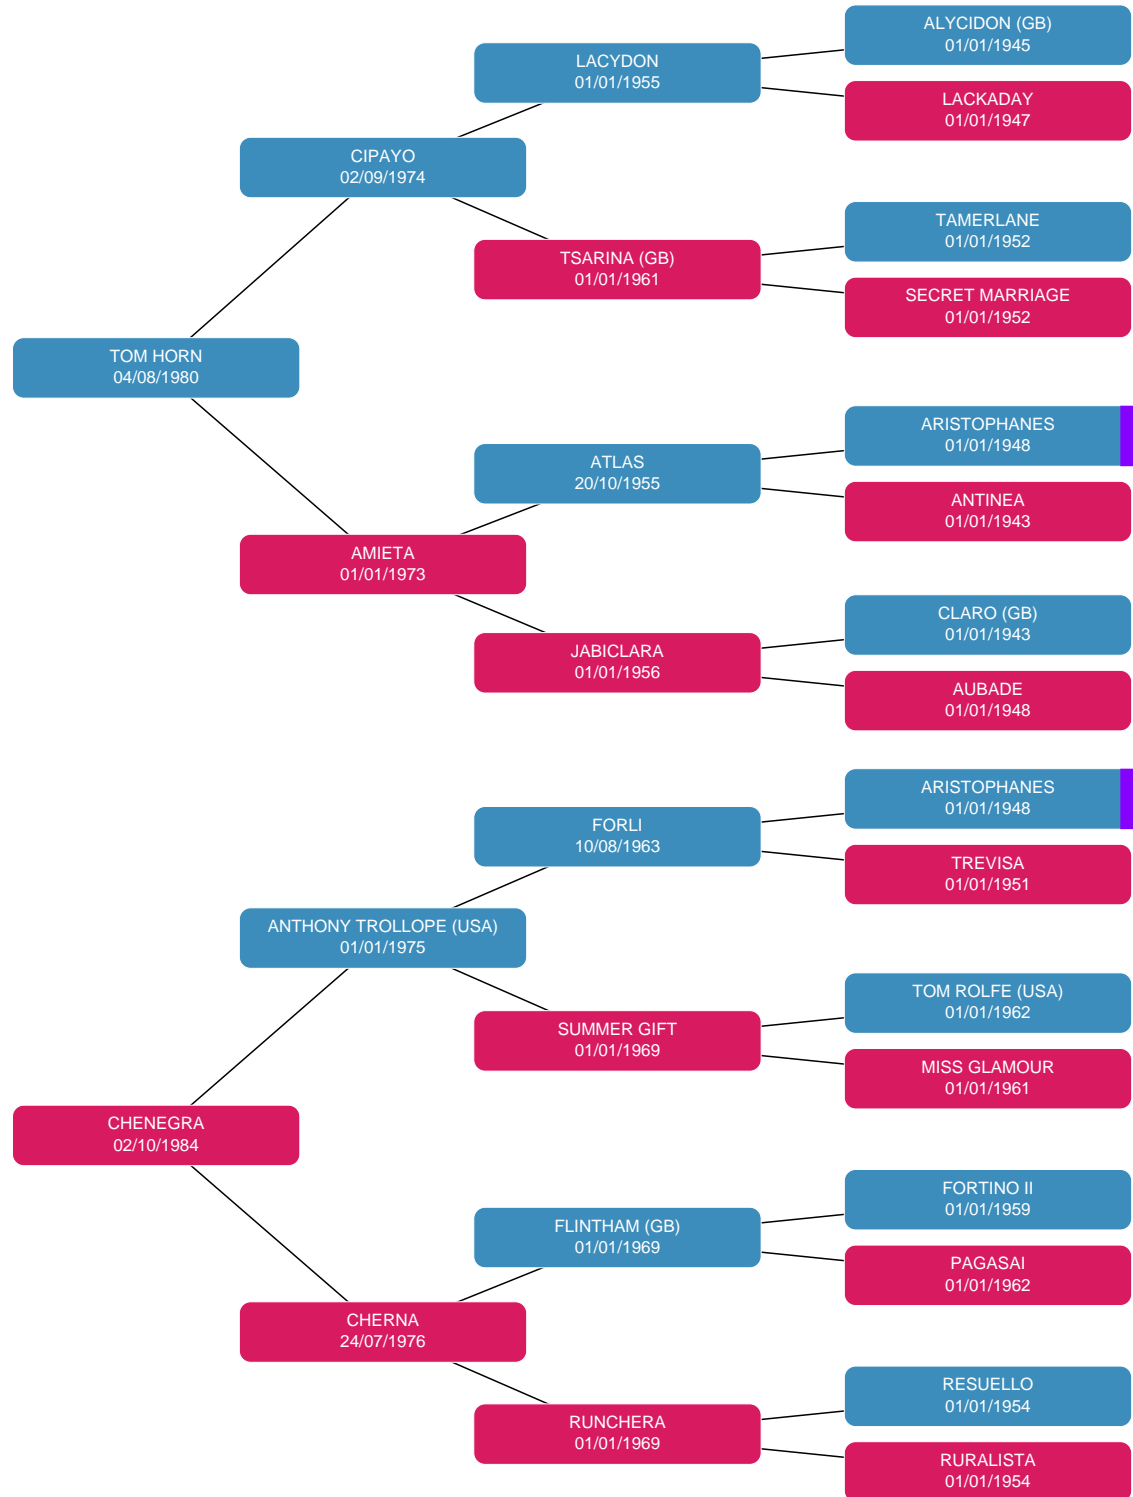 ALYCIDON (GB)
01/01/1945
LACYDON
01/01/1955
LACKADAY
01/01/1947
CIPAYO
02/09/1974
TAMERLANE
01/01/1952
TSARINA (GB)
01/01/1961
SECRET MARRIAGE
01/01/1952
TOM HORN
04/08/1980
ARISTOPHANES
01/01/1948
ATLAS
20/10/1955
ANTINEA
01/01/1943
AMIETA
01/01/1973
CLARO (GB)
01/01/1943
JABICLARA
01/01/1956
AUBADE
01/01/1948
ARISTOPHANES
01/01/1948
FORLI
10/08/1963
TREVISA
01/01/1951
ANTHONY TROLLOPE (USA)
01/01/1975
TOM ROLFE (USA)
01/01/1962
SUMMER GIFT
01/01/1969
MISS GLAMOUR
01/01/1961
CHENEGRA
02/10/1984
FORTINO II
01/01/1959
FLINTHAM (GB)
01/01/1969
PAGASAI
01/01/1962
CHERNA
24/07/1976
RESUELLO
01/01/1954
RUNCHERA
01/01/1969
RURALISTA
01/01/1954